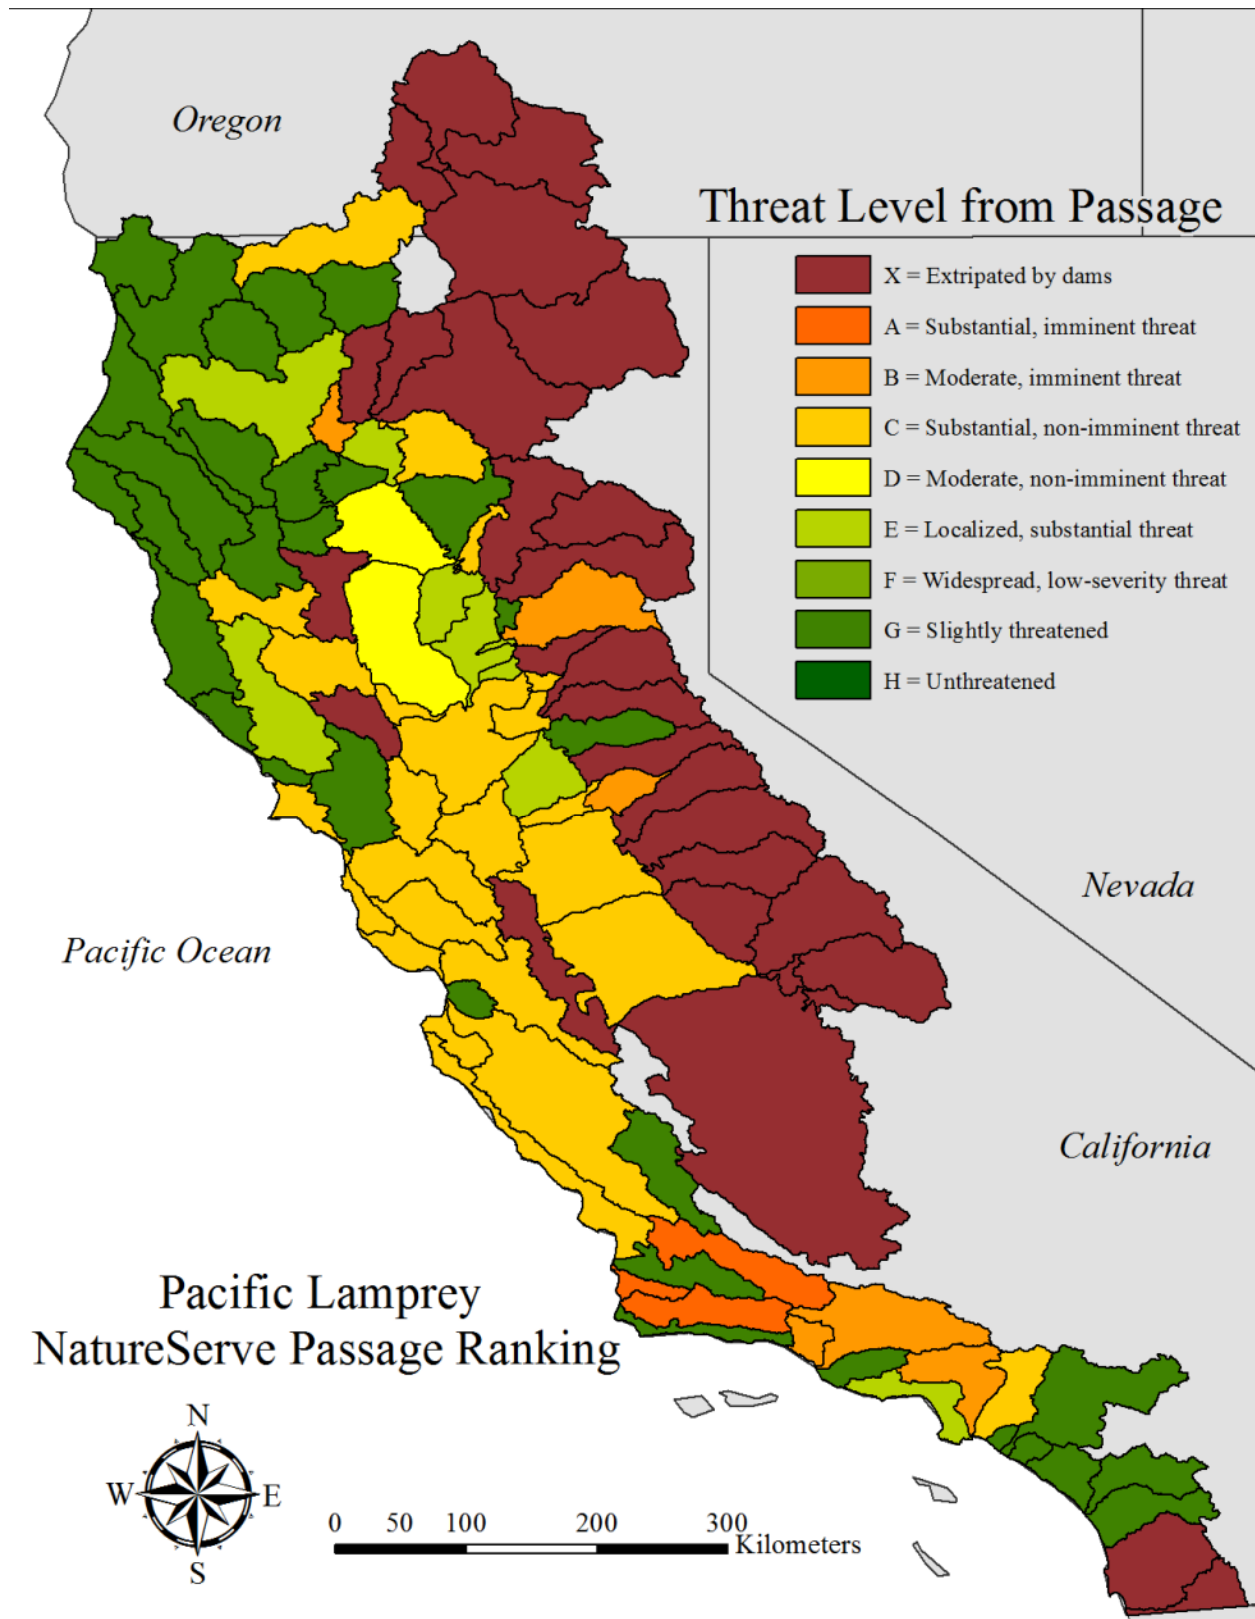 Oregon
Threat Level from Passage
X = Extripated by dams
A = Substantial, imminent threat
B = Moderate, imminent threat
C = Substantial, non-imminent threat
D = Moderate, non-imminent threat
E = Localized, substantial threat
F = Widespread, low-severity threat
G = Slightly threatened
H = Unthreatened
Nevada
Pacific Ocean
California
Pacific Lamprey
NatureServe Passage Ranking
N
W E
S
0 50 100 200 300
Kilometers